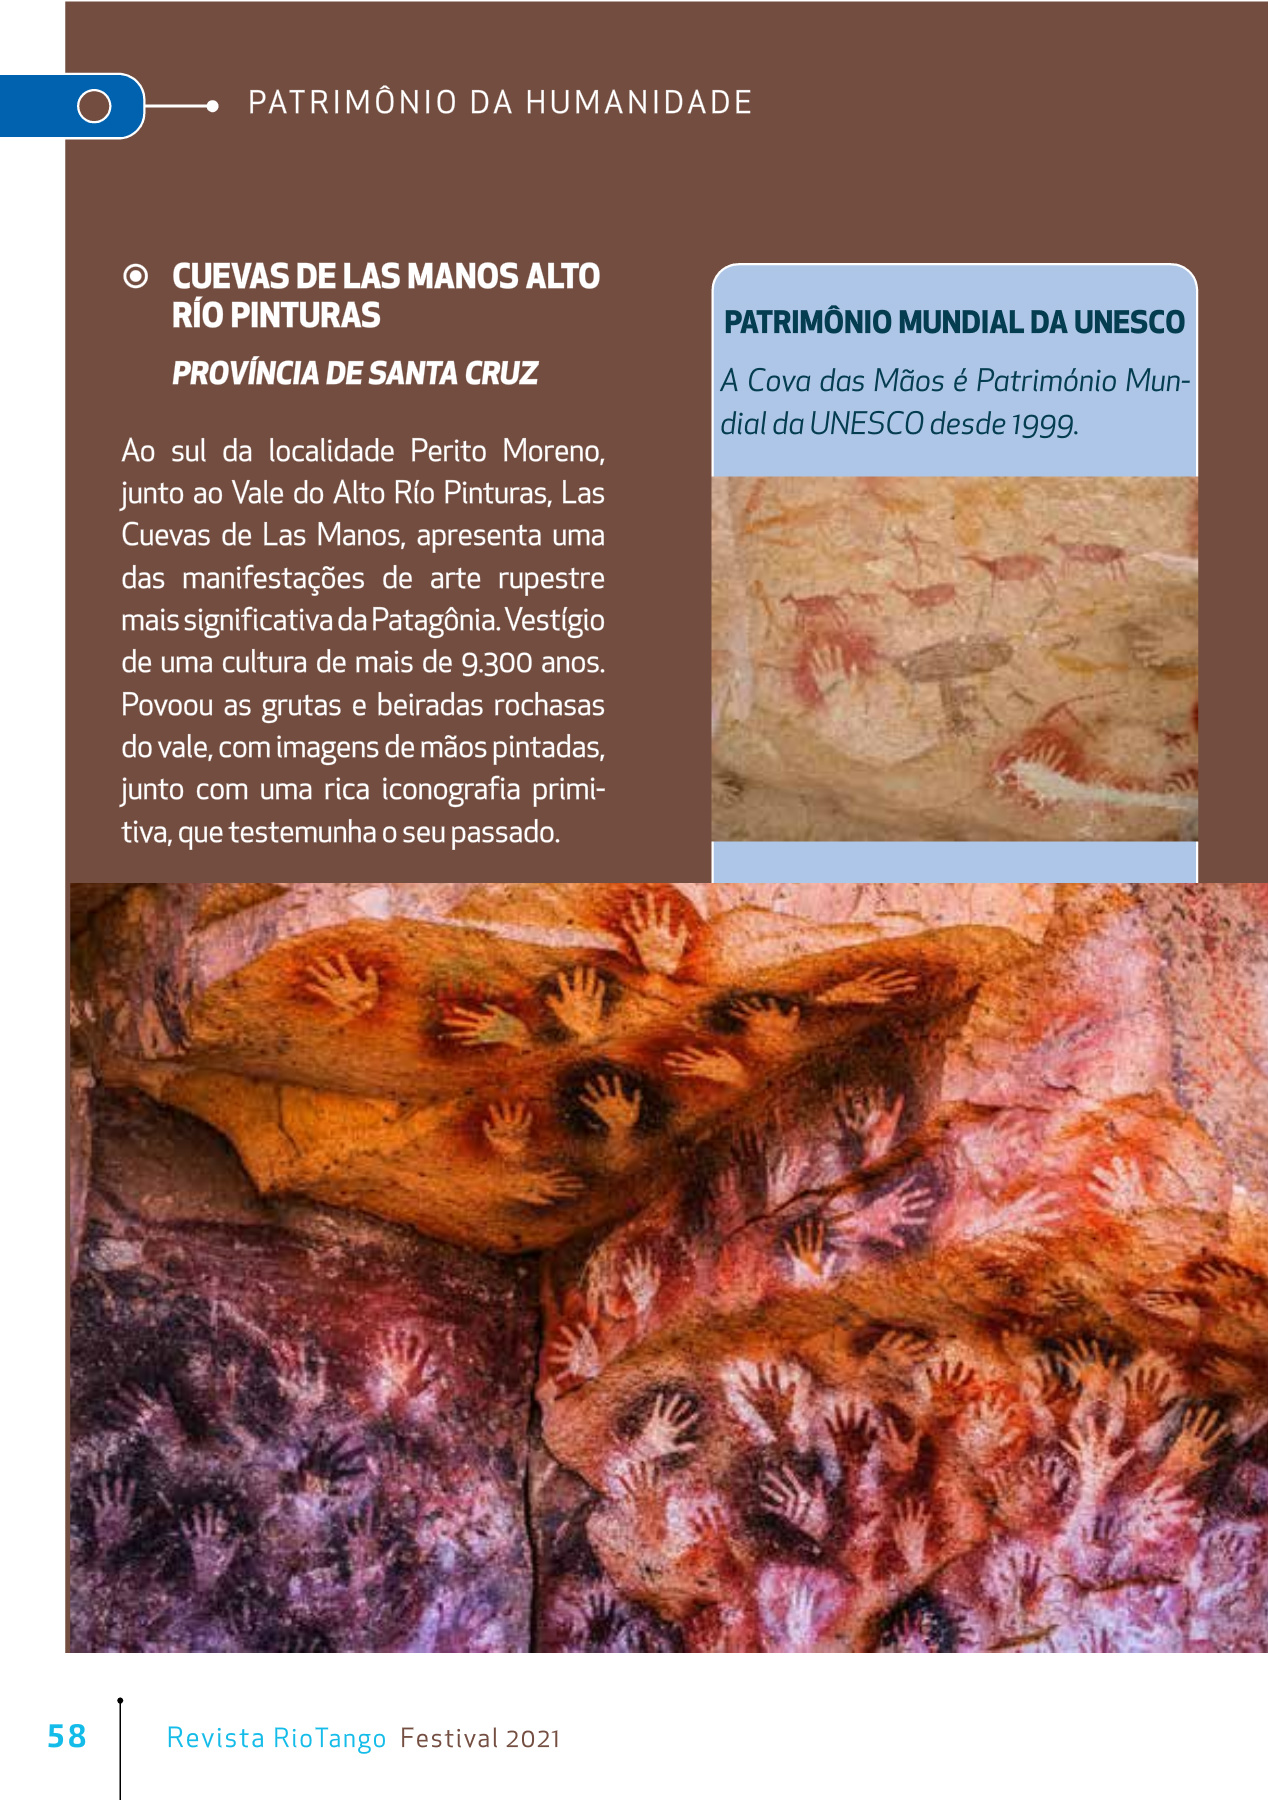 PATRIMÔNIO DA HUMANIDADE
CUEVAS DE LAS MANOS ALTO
RÍO PINTURAS
PROVÍNCIA DE SANTA CRUZ
Ao sul da localidade Perito Moreno,
junto ao Vale do Alto Río Pinturas, Las
Cuevas de Las Manos, apresenta uma
das manifestações de arte rupestre
mais significativa da Patagônia. Vestígio
de uma cultura de mais de 9.300 anos.
Povoou as grutas e beiradas rochasas
do vale, com imagens de mãos pintadas,
junto com uma rica iconografia primi-
tiva, que testemunha o seu passado.
PATRIMÔNIO MUNDIAL DA UNESCO
A Cova das Mãos é Património Mun-
dial da UNESCO desde 1999.
58
Revista RioTango Festival 2021